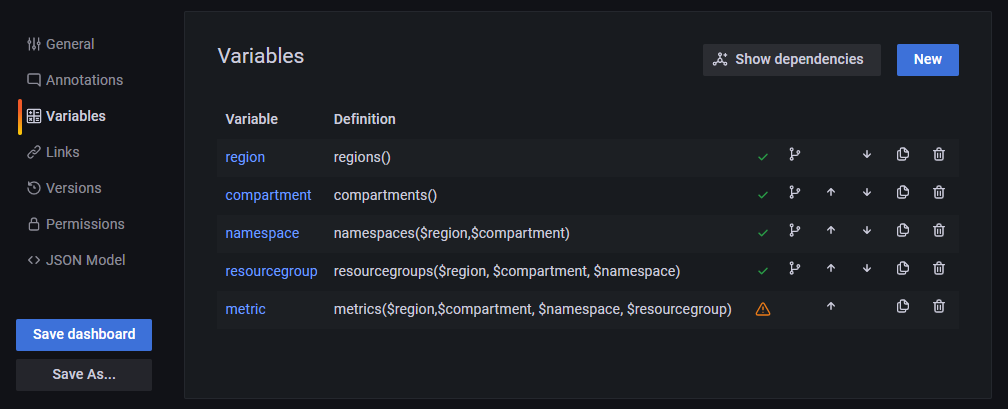 General
Annotations
Variables
Links
Versions
Permissions
JSON Model
Save dashboard
Save As...
Variables
Show dependencies
New
Variable Definition
region regions()
compartment compartments()
namespace namespaces($region,$compartment)
resourcegroup resourcegroups($region, $compartment, $namespace)
metric metrics($region,$compartment, $namespace, $resourcegroup)